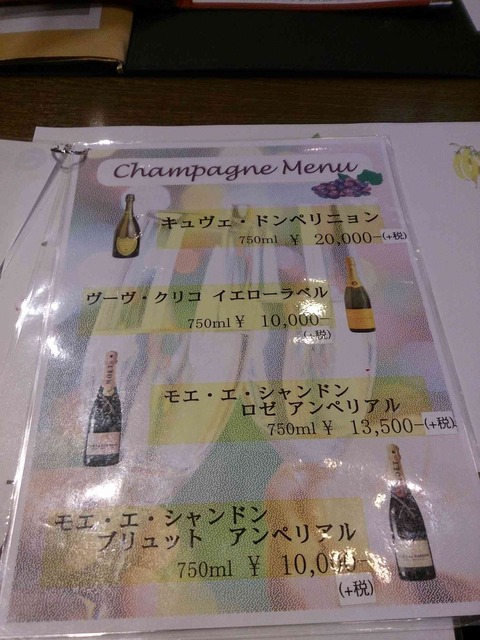 Champagne Menu
キュヴェ・ドンペリニョン
750ml ¥ 20,000-(+税)
ヴーヴ・クリコ イエローラベル
750ml ¥ 10,000-
(+税)
モエ・エ・シャンドン
ロゼ アンペリアル
750ml ¥ 13,500-(+税)
モエ・エ・シャンドン
ブリュット アンペリアル
750ml ¥ 10,000-
(+税)